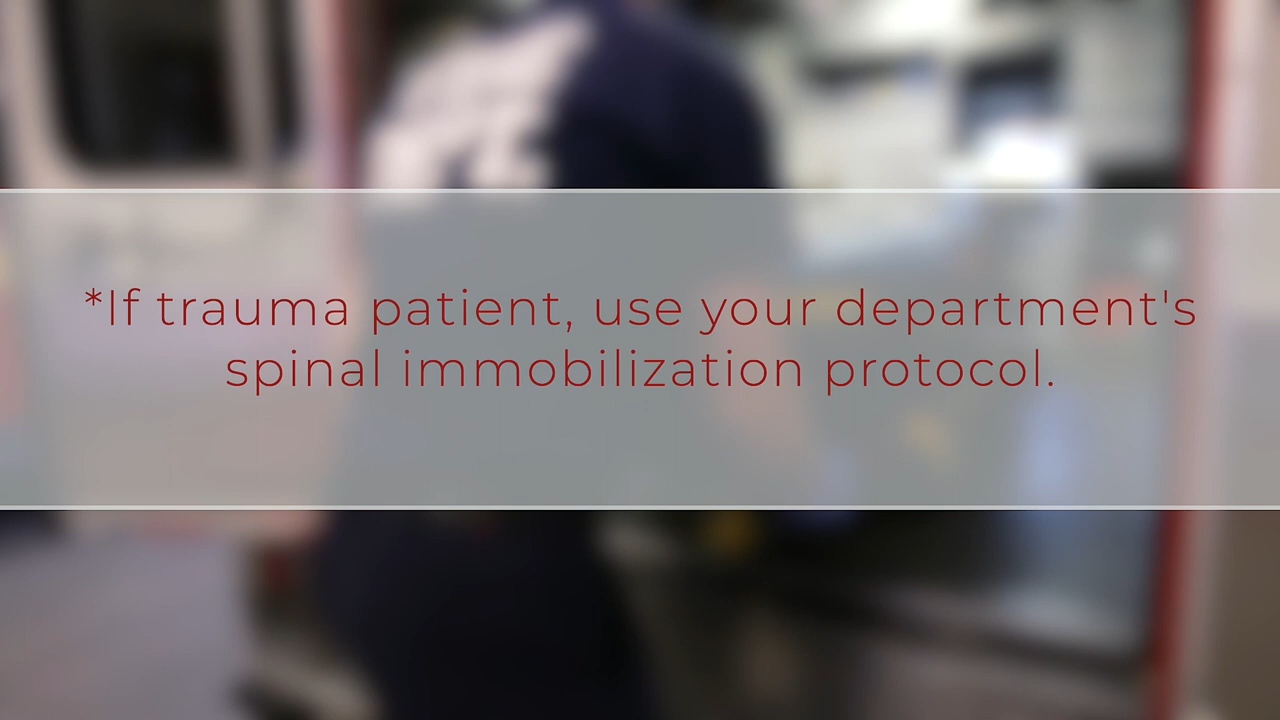 *If trauma patient, use your department's
spinal immobilization protocol.